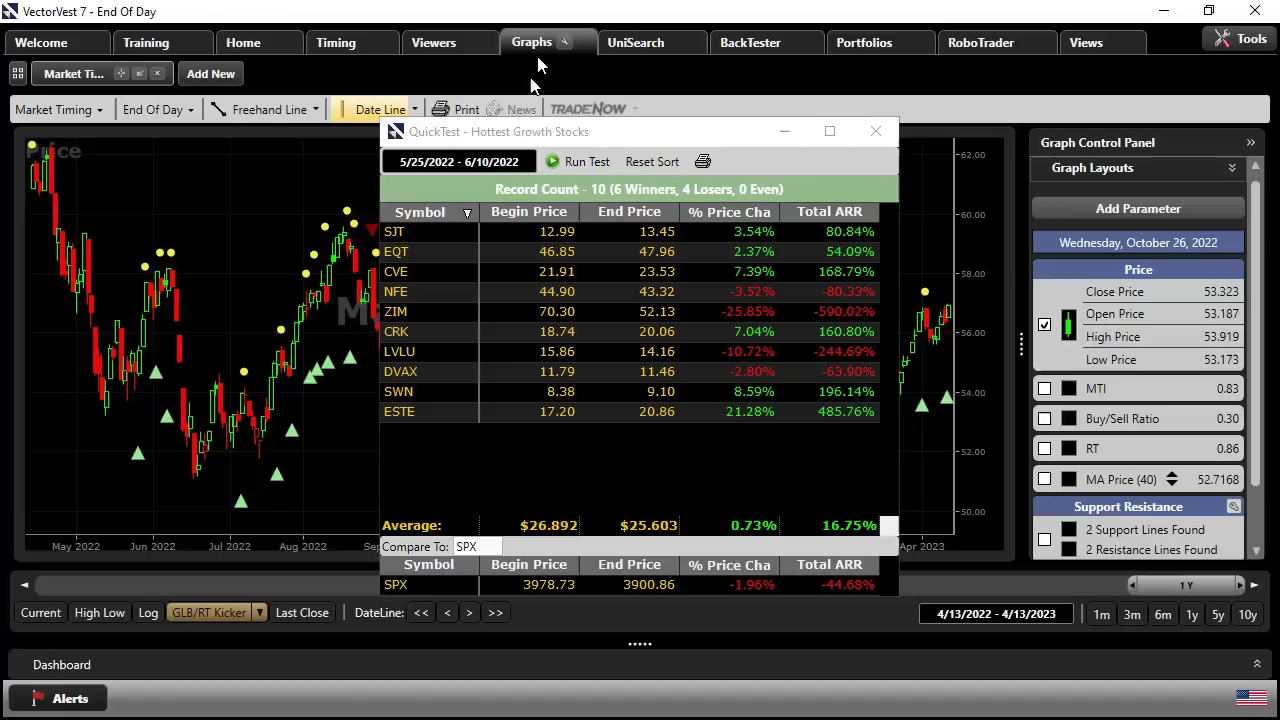 VectorVest 7 - End Of Day
Welcome Training Home Timing Viewers Graphs UniSearch BackTester Portfolios RoboTrader Views Tools
Market Ti... Add New
Market Timing End Of Day Freehand Line Date Line Print News TRADENOW
Price
QuickTest - Hottest Growth Stocks
5/25/2022 - 6/10/2022 Run Test Reset Sort
Record Count - 10 (6 Winners, 4 Losers, 0 Even)
Symbol Begin Price End Price % Price Cha Total ARR
SJT 12.99 13.45 3.54% 80.84%
EQT 46.85 47.96 2.37% 54.09%
CVE 21.91 23.53 7.39% 168.79%
NFE 44.90 43.32 -3.52% -80.33%
ZIM 70.30 52.13 -25.85% -590.02%
CRK 18.74 20.06 7.04% 160.80%
LVLU 15.86 14.16 -10.72% -244.69%
DVAX 11.79 11.46 -2.80% -63.90%
SWN 8.38 9.10 8.59% 196.14%
ESTE 17.20 20.86 21.28% 485.76%
Average: $26.892 $25.603 0.73% 16.75%
Compare To: SPX
Symbol Begin Price End Price % Price Cha Total ARR
SPX 3978.73 3900.86 -1.96% -44.68%
62.00
60.00
58.00
56.00
54.00
52.00
50.00
May 2022 Jun 2022 Jul 2022 Aug 2022 Sep Apr 2023
Graph Control Panel
Graph Layouts
Add Parameter
Wednesday, October 26, 2022
Price
Close Price 53.323
Open Price 53.187
High Price 53.919
Low Price 53.173
MTI 0.83
Buy/Sell Ratio 0.30
RT 0.86
MA Price (40) 52.7168
Support Resistance
2 Support Lines Found
2 Resistance Lines Found
1 Y
Current High Low Log GLB/RT Kicker Last Close DateLine: << < > >> 4/13/2022 - 4/13/2023 1m 3m 6m 1y 5y 10y
Dashboard
Alerts